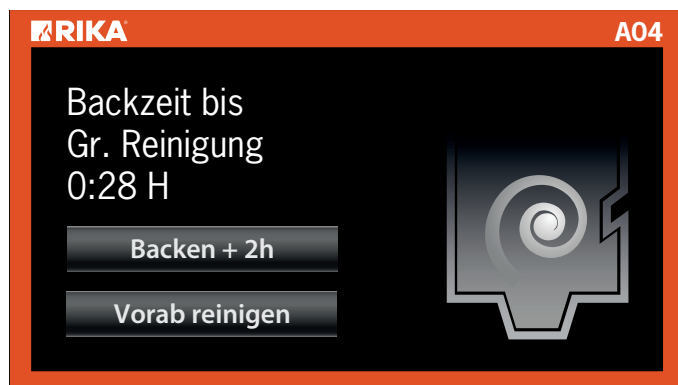 RIKA
A04
Backzeit bis
Gr. Reinigung
0:28 H
Backen + 2h
Vorab reinigen